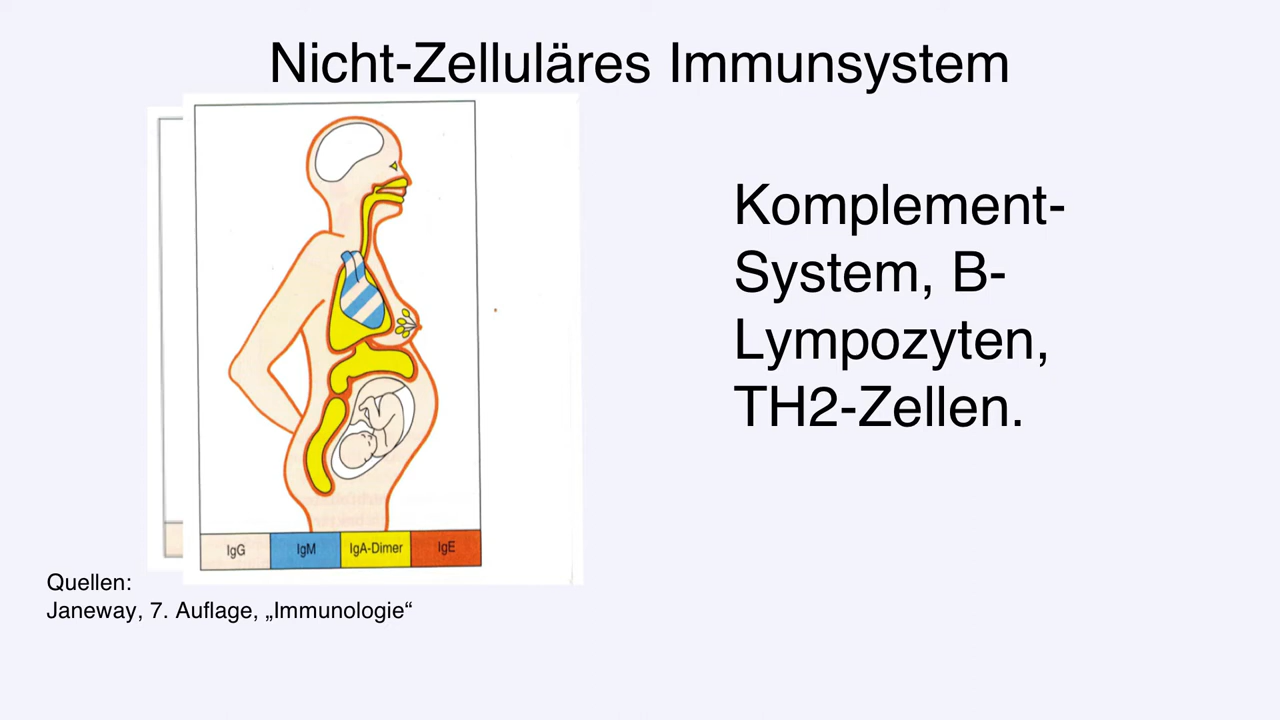 Nicht-Zelluläres Immunsystem
Komplement-
System, B-
Lympozyten,
TH2-Zellen.
IgG IgM IgA-Dimer IgE
Quellen:
Janeway, 7. Auflage, „Immunologie“